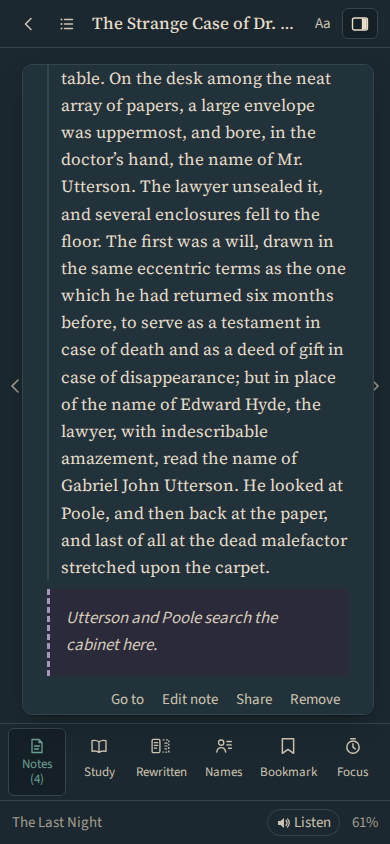 The Strange Case of Dr. ...
Aa
table. On the desk among the neat
array of papers, a large envelope
was uppermost, and bore, in the
doctor’s hand, the name of Mr.
Utterson. The lawyer unsealed it,
and several enclosures fell to the
floor. The first was a will, drawn in
the same eccentric terms as the one
which he had returned six months
before, to serve as a testament in
case of death and as a deed of gift in
case of disappearance; but in place
of the name of Edward Hyde, the
lawyer, with indescribable
amazement, read the name of
Gabriel John Utterson. He looked at
Poole, and then back at the paper,
and last of all at the dead malefactor
stretched upon the carpet.
Utterson and Poole search the
cabinet here.
Go to Edit note Share Remove
Notes
(4)
Study
Rewritten
Names
Bookmark
Focus
The Last Night
Listen
61%